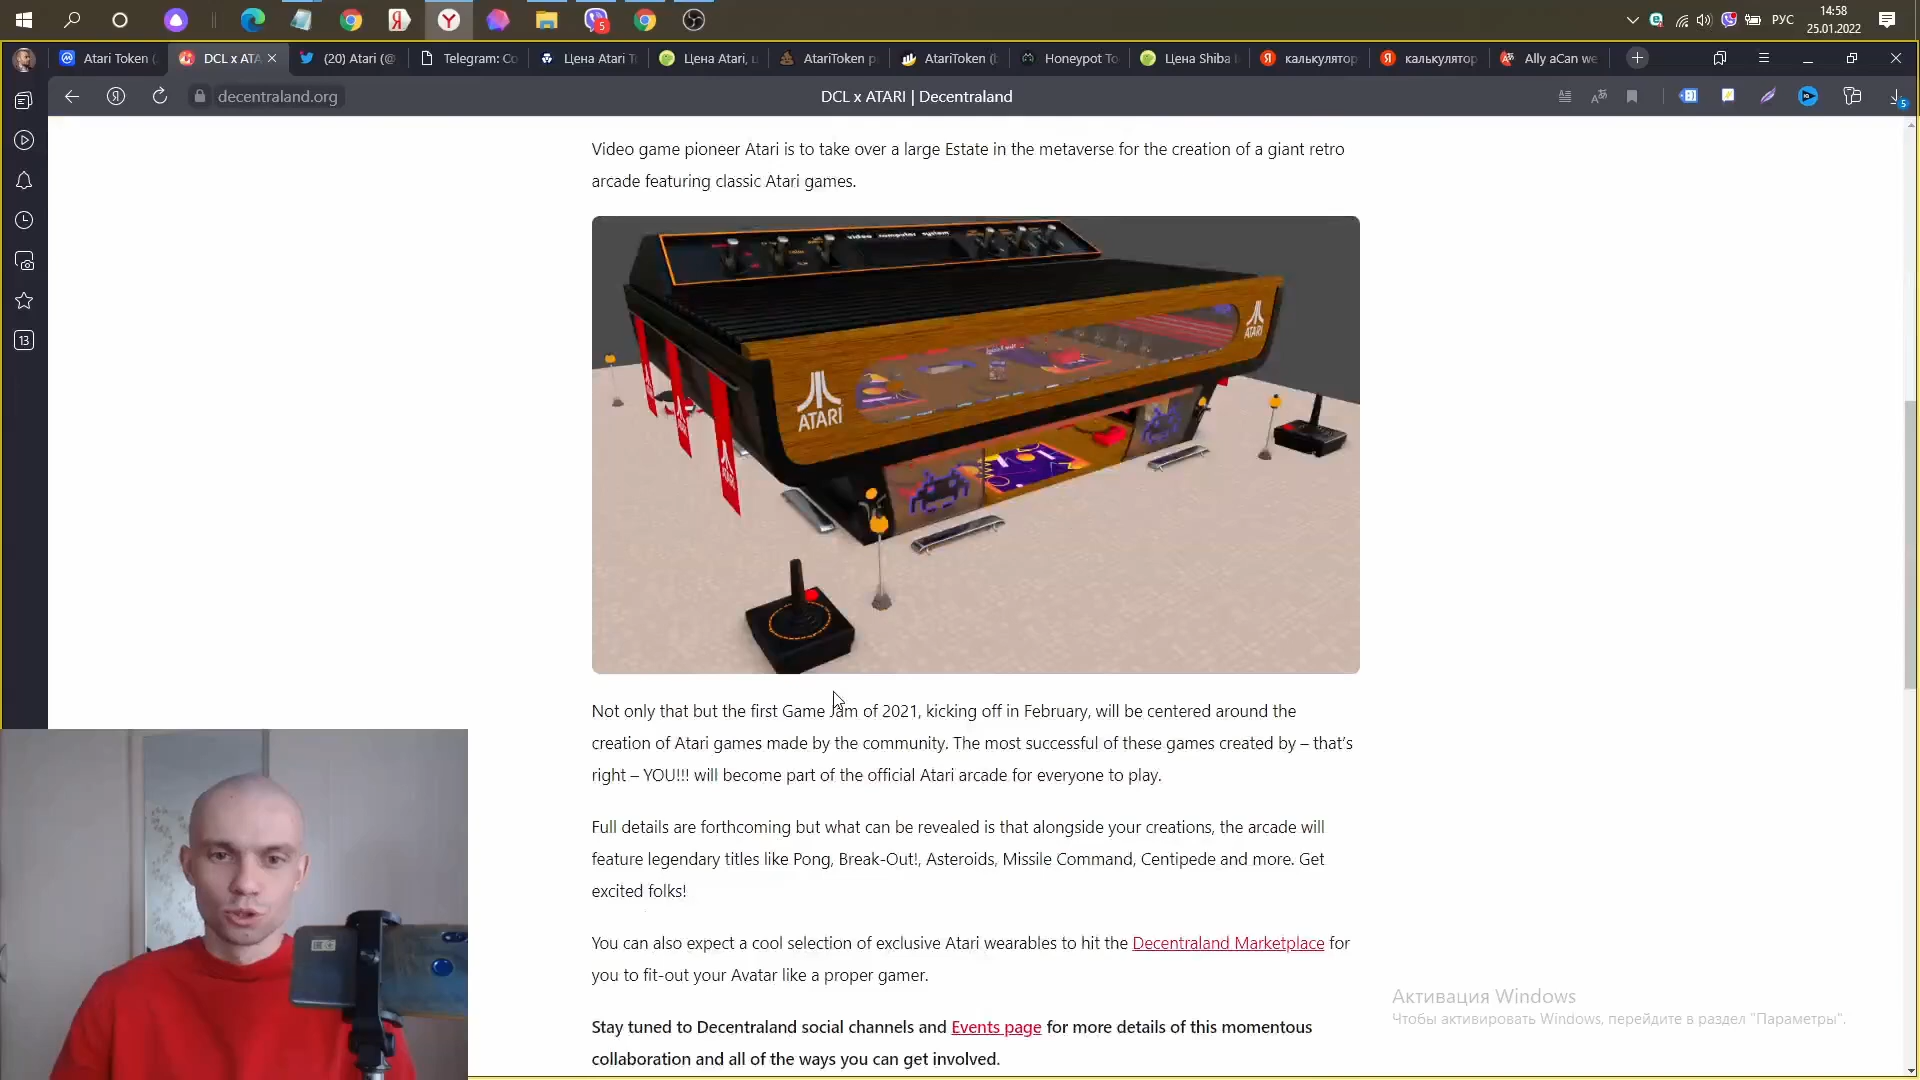 14:58
РУС
25.01.2022
5
Atari Token (
DCL x ATA
(20) Atari (@
Telegram: Co
Цена Atari T
Цена Atari, ц
AtariToken p
AtariToken (
Honeypot To
Цена Shiba I
калькулятор
калькулятор
Ally aCan we
decentraland.org
DCL x ATARI | Decentraland
5
13
Video game pioneer Atari is to take over a large Estate in the metaverse for the creation of a giant retro
arcade featuring classic Atari games.
video computer system
ATARI
ATARI
ATARI
Not only that but the first Game Jam of 2021, kicking off in February, will be centered around the
creation of Atari games made by the community. The most successful of these games created by – that's
right – YOU!!! will become part of the official Atari arcade for everyone to play.
Full details are forthcoming but what can be revealed is that alongside your creations, the arcade will
feature legendary titles like Pong, Break-Out!, Asteroids, Missile Command, Centipede and more. Get
excited folks!
You can also expect a cool selection of exclusive Atari wearables to hit the Decentraland Marketplace for
you to fit-out your Avatar like a proper gamer.
Stay tuned to Decentraland social channels and Events page for more details of this momentous
collaboration and all of the ways you can get involved.
Активация Windows
Чтобы активировать Windows, перейдите в раздел "Параметры".